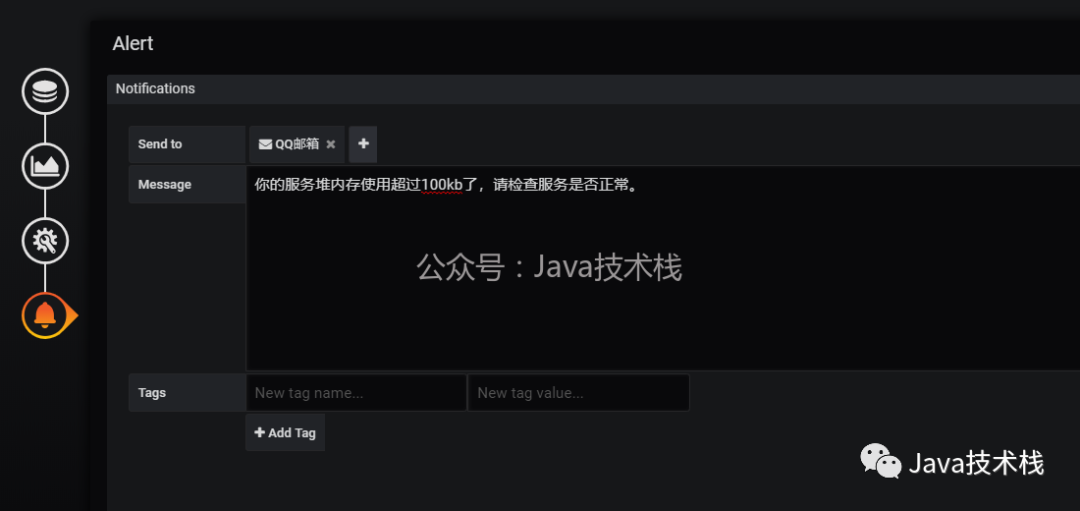 Alert
Notifications
Send to
QQ邮箱
Message
你的服务堆内存使用超过100kb了，请检查服务是否正常。
公众号：Java技术栈
Tags
New tag name...
New tag value...
Add Tag
Java技术栈